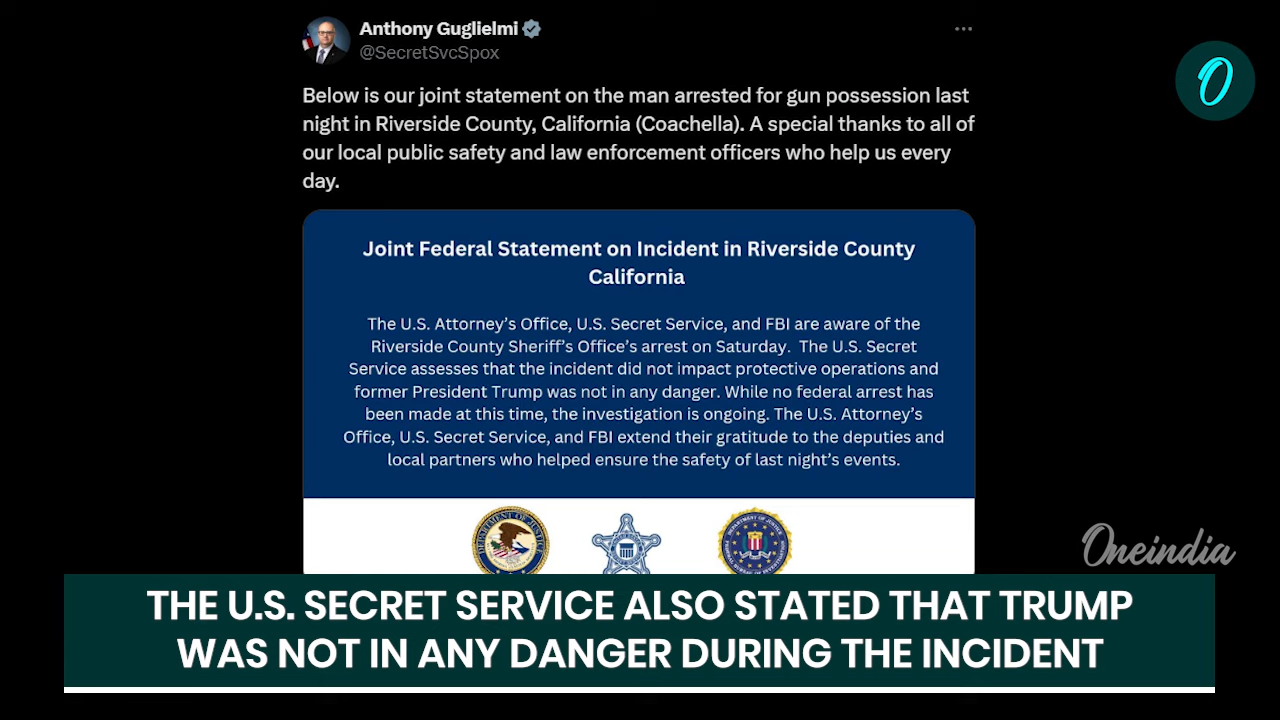 Anthony Guglielmi
@SecretSvcSpox
Below is our joint statement on the man arrested for gun possession last
night in Riverside County, California (Coachella). A special thanks to all of
our local public safety and law enforcement officers who help us every
day.
Joint Federal Statement on Incident in Riverside County
California
The U.S. Attorney's Office, U.S. Secret Service, and FBI are aware of the
Riverside County Sheriff's Office's arrest on Saturday. The U.S. Secret
Service assesses that the incident did not impact protective operations and
former President Trump was not in any danger. While no federal arrest has
been made at this time, the investigation is ongoing. The U.S. Attorney's
Office, U.S. Secret Service, and FBI extend their gratitude to the deputies and
local partners who helped ensure the safety of last night's events.
Oneindia
THE U.S. SECRET SERVICE ALSO STATED THAT TRUMP
WAS NOT IN ANY DANGER DURING THE INCIDENT